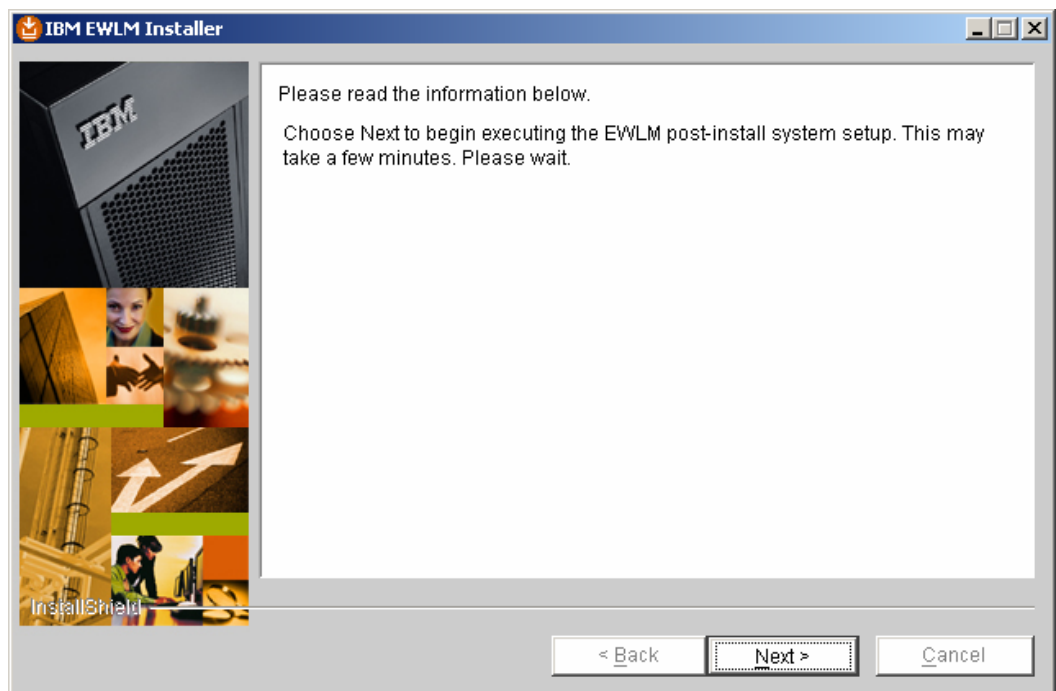 IBM EWLM Installer
IBM
Please read the information below.
Choose Next to begin executing the EWLM post-install system setup. This may
take a few minutes. Please wait.
InstallShield
< Back
Next >
Cancel